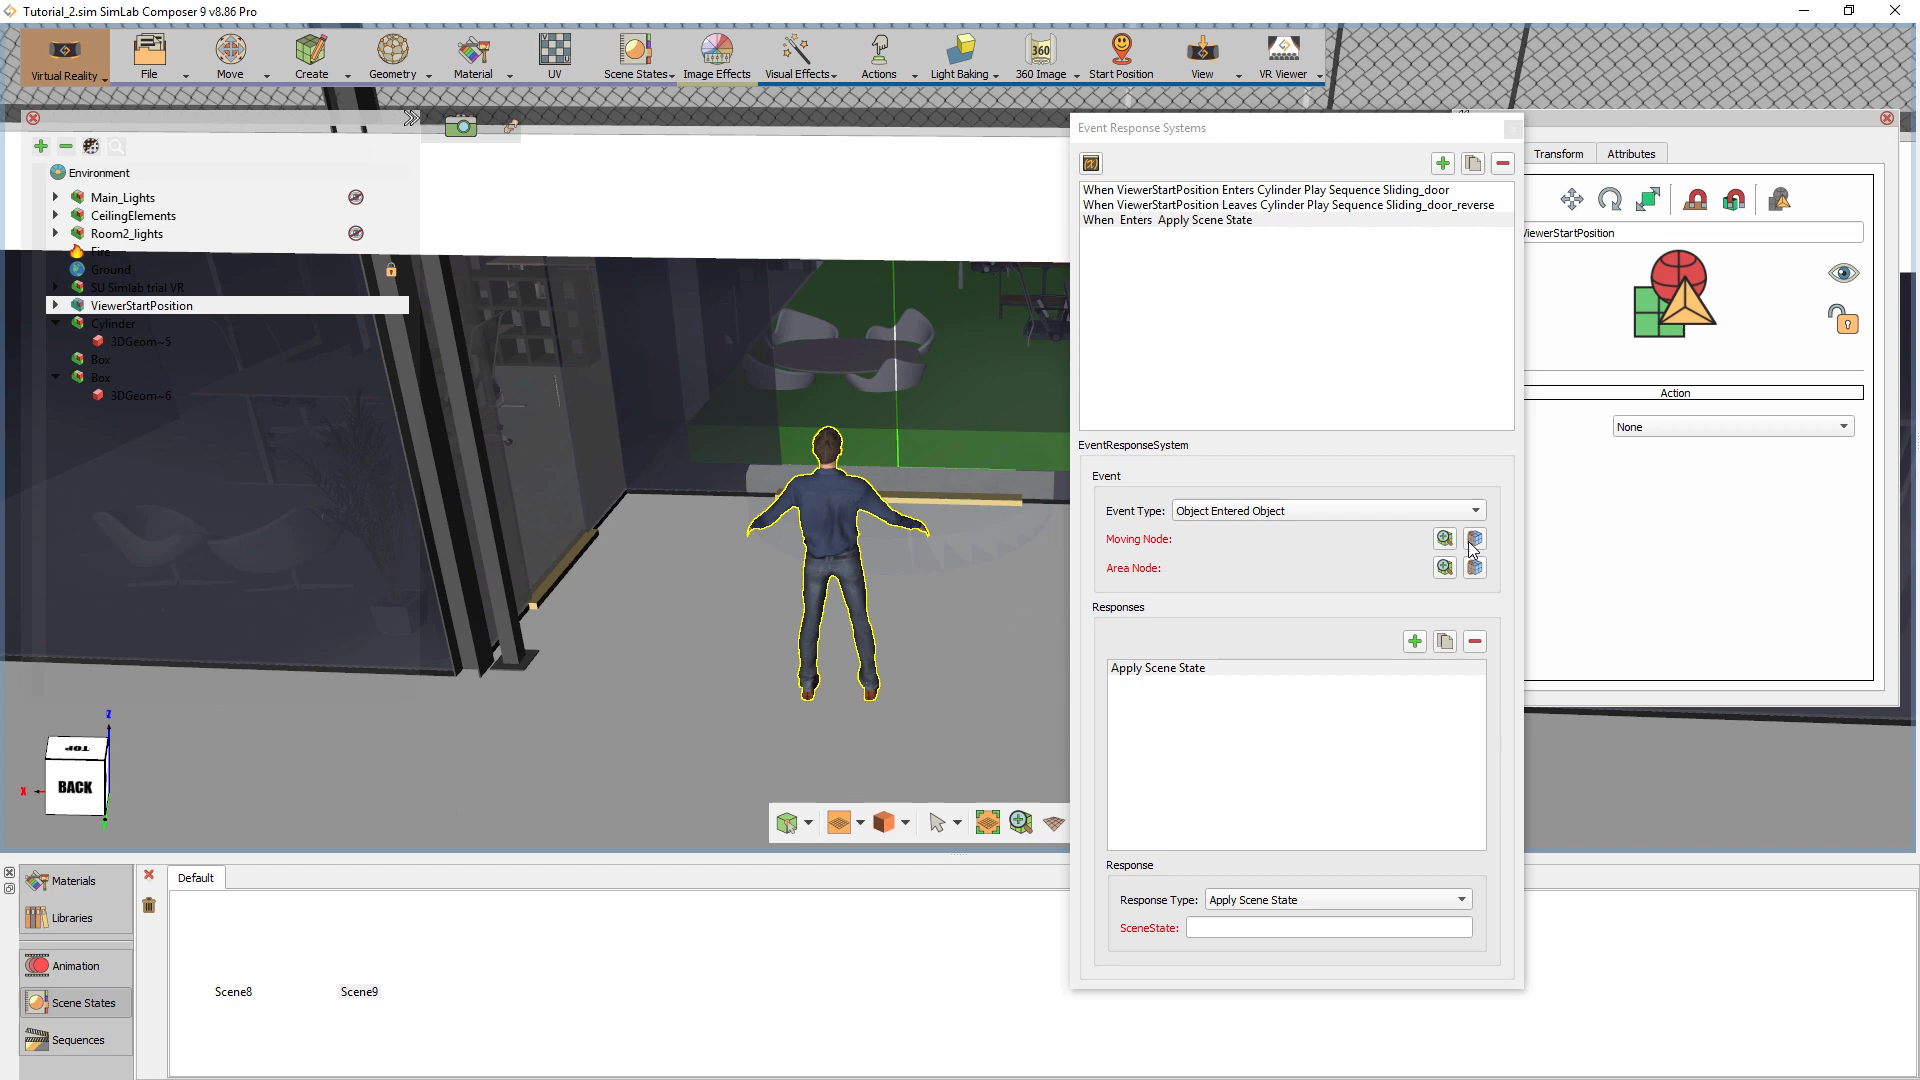 Tutorial_2.sim SimLab Composer 9 v8.86 Pro
Virtual Reality
File
Move
Create
Geometry
Material
UV
Scene States
Image Effects
Visual Effects
Actions
Light Baking
360
360 Image
Start Position
View
VR Viewer
Environment
Main_Lights
CeilingElements
Room2_lights
Fire
Ground
SU Simlab trial VR
ViewerStartPosition
Cylinder
3DGeom~5
Box
Box
3DGeom~6
Event Response Systems
When ViewerStartPosition Enters Cylinder Play Sequence Sliding_door
When ViewerStartPosition Leaves Cylinder Play Sequence Sliding_door_reverse
When Enters Apply Scene State
EventResponseSystem
Event
Event Type: Object Entered Object
Moving Node:
Area Node:
Responses
Apply Scene State
Response
Response Type: Apply Scene State
SceneState:
Transform
Attributes
ViewerStartPosition
Action
None
Z
TOP
BACK
X
Materials
Libraries
Animation
Scene States
Sequences
Default
Scene8
Scene9